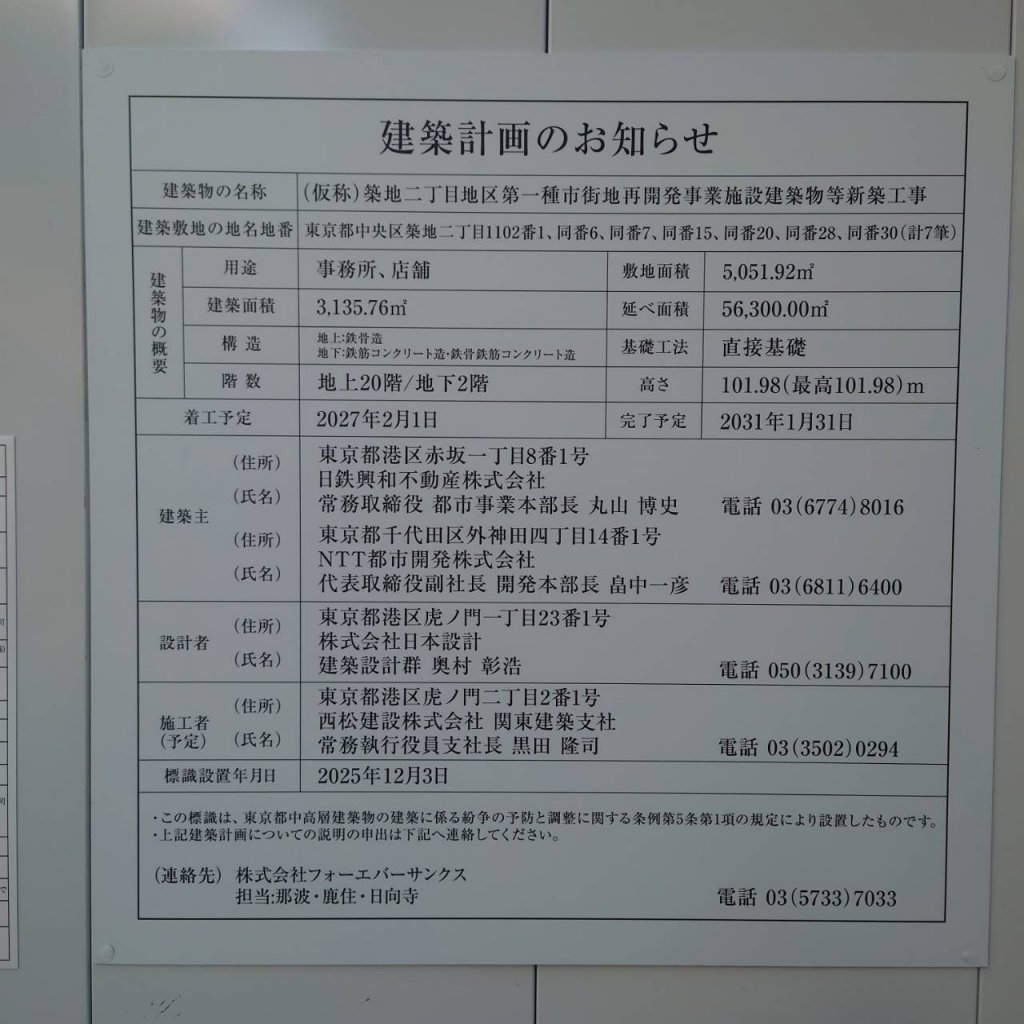 建築計画のお知らせ
建築物の名称 (仮称)築地二丁目地区第一種市街地再開発事業施設建築物等新築工事
建築敷地の地名地番 東京都中央区築地二丁目1102番1、同番6、同番7、同番15、同番20、同番28、同番30(計7筆)
建築物の概要
用途 事務所、店舗 敷地面積 5,051.92㎡
建築面積 3,135.76㎡ 延べ面積 56,300.00㎡
構造 地上:鉄骨造
地下:鉄筋コンクリート造・鉄骨鉄筋コンクリート造 基礎工法 直接基礎
階数 地上20階/地下2階 高さ 101.98(最高101.98)m
着工予定 2027年2月1日 完了予定 2031年1月31日
建築主
(住所) 東京都港区赤坂一丁目8番1号
(氏名) 日鉄興和不動産株式会社
常務取締役 都市事業本部長 丸山 博史 電話 03(6774)8016
(住所) 東京都千代田区外神田四丁目14番1号
(氏名) NTT都市開発株式会社
代表取締役副社長 開発本部長 畠中一彦 電話 03(6811)6400
設計者
(住所) 東京都港区虎ノ門一丁目23番1号
(氏名) 株式会社日本設計
建築設計群 奥村 彰浩 電話 050(3139)7100
施工者
(予定)
(住所) 東京都港区虎ノ門二丁目2番1号
(氏名) 西松建設株式会社 関東建築支社
常務執行役員支社長 黒田 隆司 電話 03(3502)0294
標識設置年月日 2025年12月3日
・この標識は、東京都中高層建築物の建築に係る紛争の予防と調整に関する条例第5条第1項の規定により設置したものです。
・上記建築計画についての説明の申出は下記へ連絡してください。
(連絡先) 株式会社フォーエバーサンクス
担当:那波・鹿住・日向寺 電話 03(5733)7033